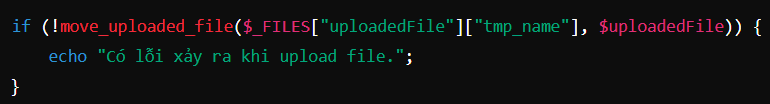 if (!move_uploaded_file($_FILES["uploadedFile"]["tmp_name"], $uploadedFile)) {
    echo "Có lỗi xảy ra khi upload file.";
}